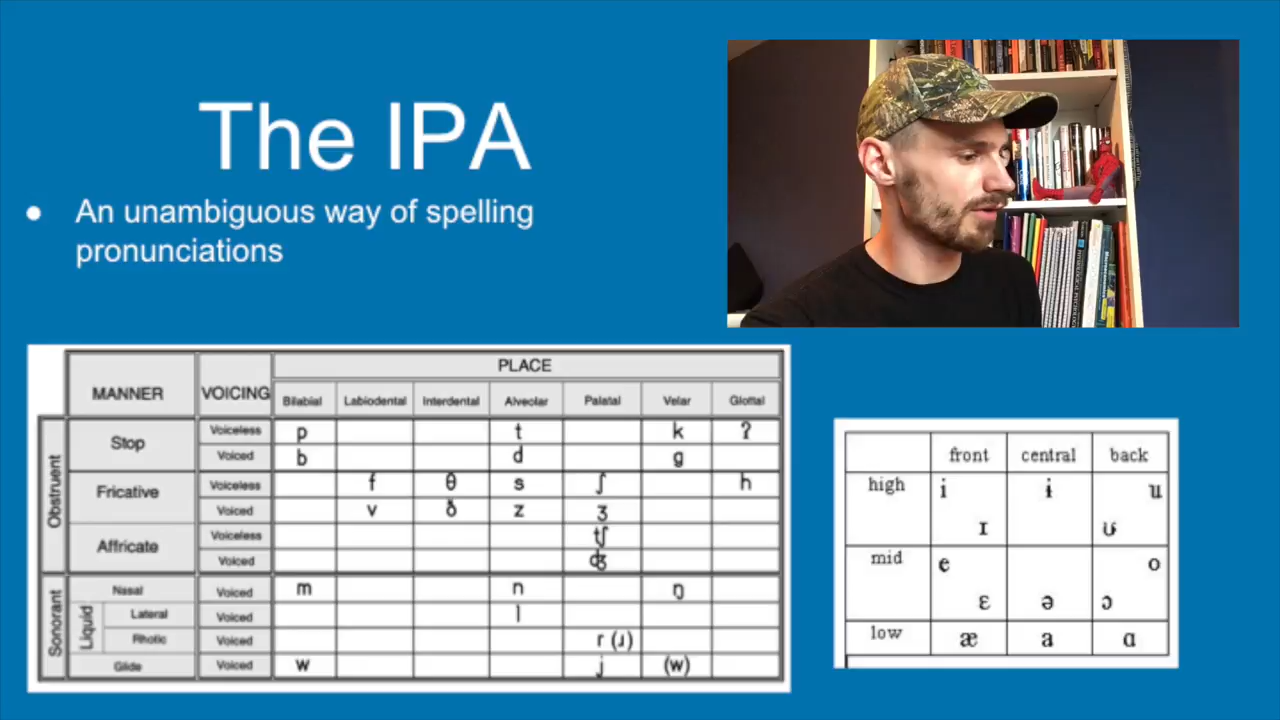 The IPA
● An unambiguous way of spelling
pronunciations
PLACE
MANNER VOICING Bilabial Labiodental Interdental Alveolar Palatal Velar Glottal
Obstruent
Stop Voiceless p t k ʔ
Voiced b d g
Fricative Voiceless f θ s ʃ h
Voiced v ð z ʒ
Affricate Voiceless tʃ
Voiced ʤ
Sonorant
Nasal Voiced m n ŋ
Liquid
Lateral Voiced l
Rhotic Voiced r (ɹ)
Glide Voiced w j (w)
front central back
high i ɨ u
ɪ ʊ
mid e o
ɛ ə ɔ
low æ a ɑ